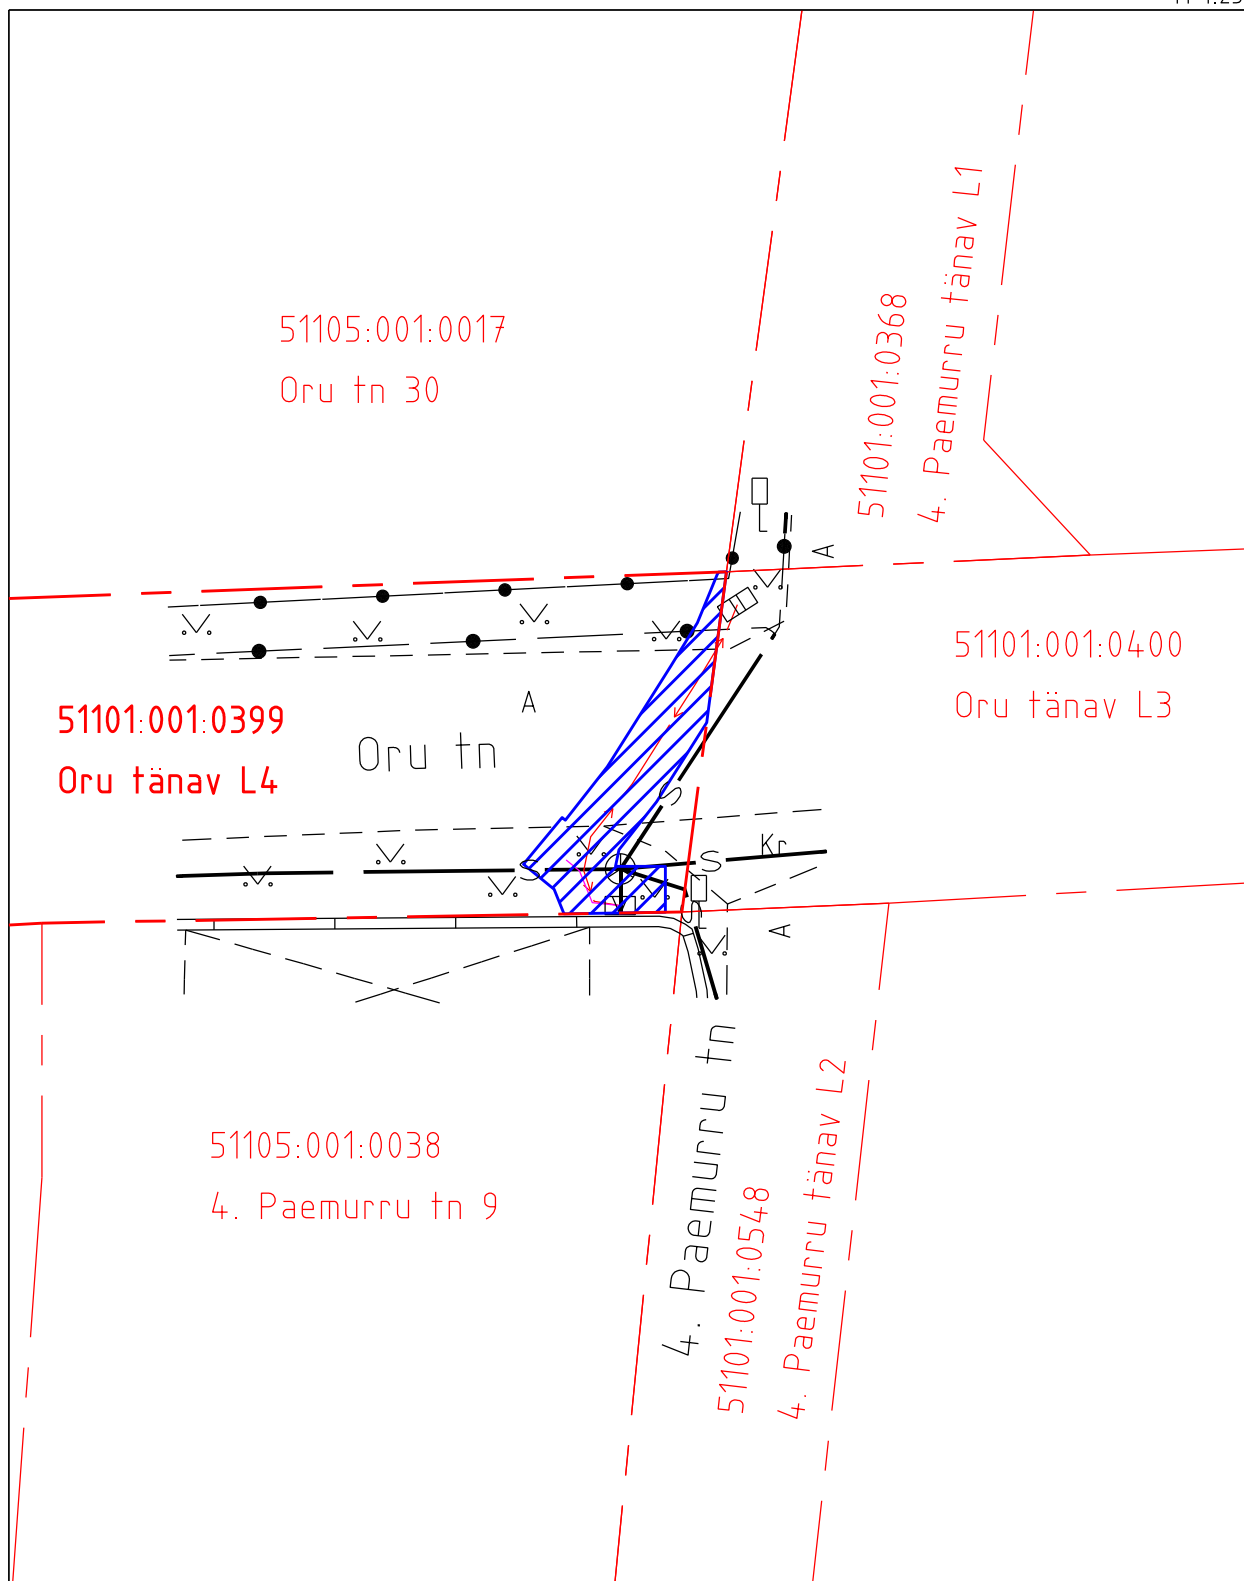 51105:001:0017
Oru tn 30
51101:001:0368
4. Paemurru tänav L1
A
51101:001:0400
Oru tänav L3
51101:001:0399
Oru tänav L4
A
Oru tn
S
Kr
S
S
S
A
4. Paemurru tn
51105:001:0038
4. Paemurru tn 9
51101:001:0548
4. Paemurru tänav L2